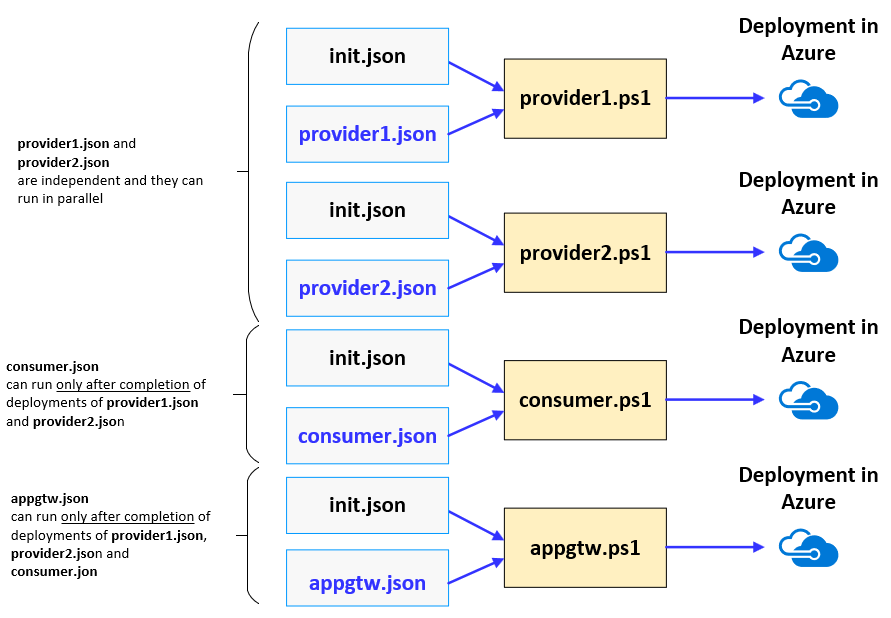 Deployment in
Azure
init.json
provider1.json
provider1.ps1
provider1.json and
provider2.json
are independent and they can
run in parallel
Deployment in
Azure
init.json
provider2.json
provider2.ps1
Deployment in
Azure
init.json
consumer.json
consumer.ps1
consumer.json
can run only after completion of
deployments of provider1.json
and provider2.json
Deployment in
Azure
init.json
appgtw.json
appgtw.ps1
appgtw.json
can run only after completion of
deployments of provider1.json,
provider2.json and
consumer.jon